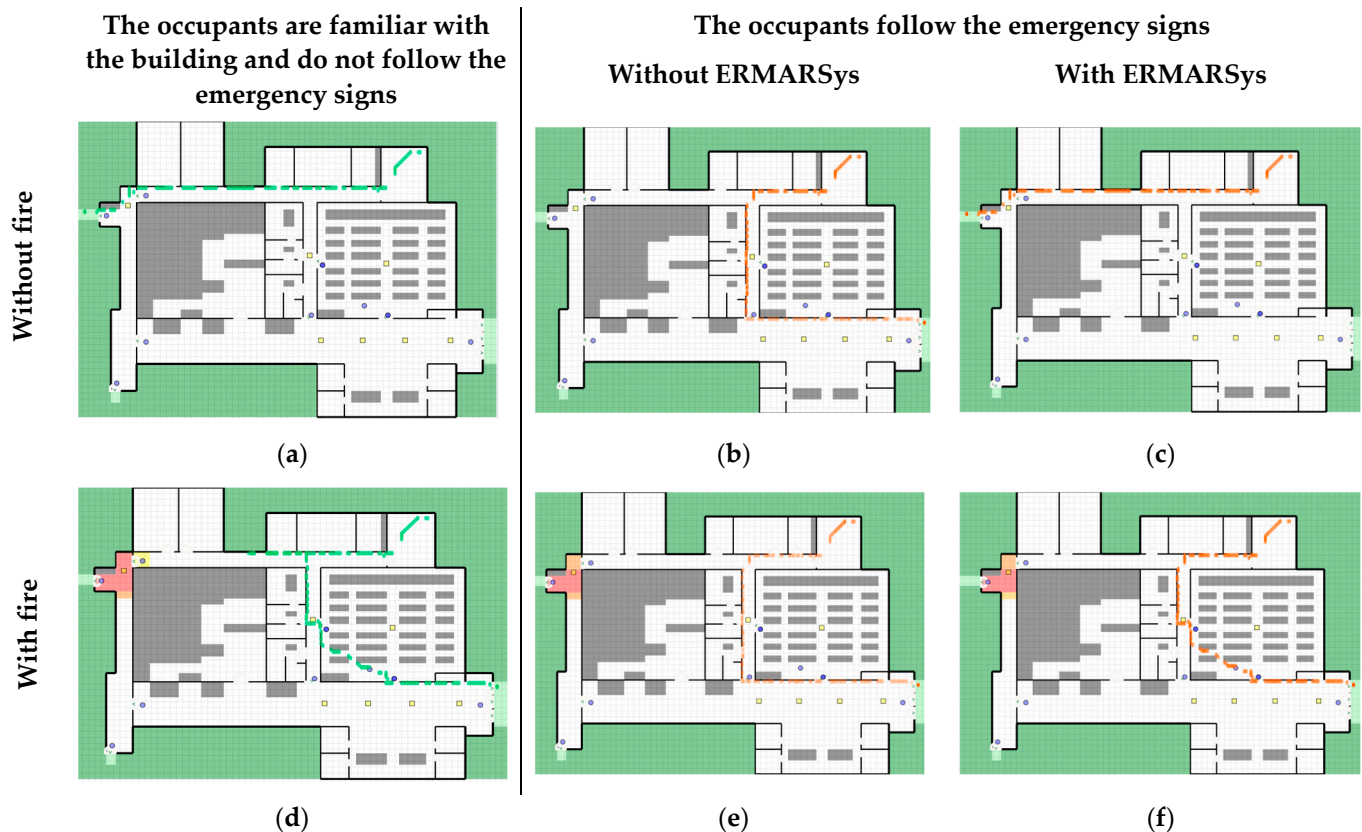 The occupants are familiar with
the building and do not follow the
emergency signs
The occupants follow the emergency signs
Without ERMARSys
With ERMARSys
Without fire
(a)
(b)
(c)
With fire
(d)
(e)
(f)